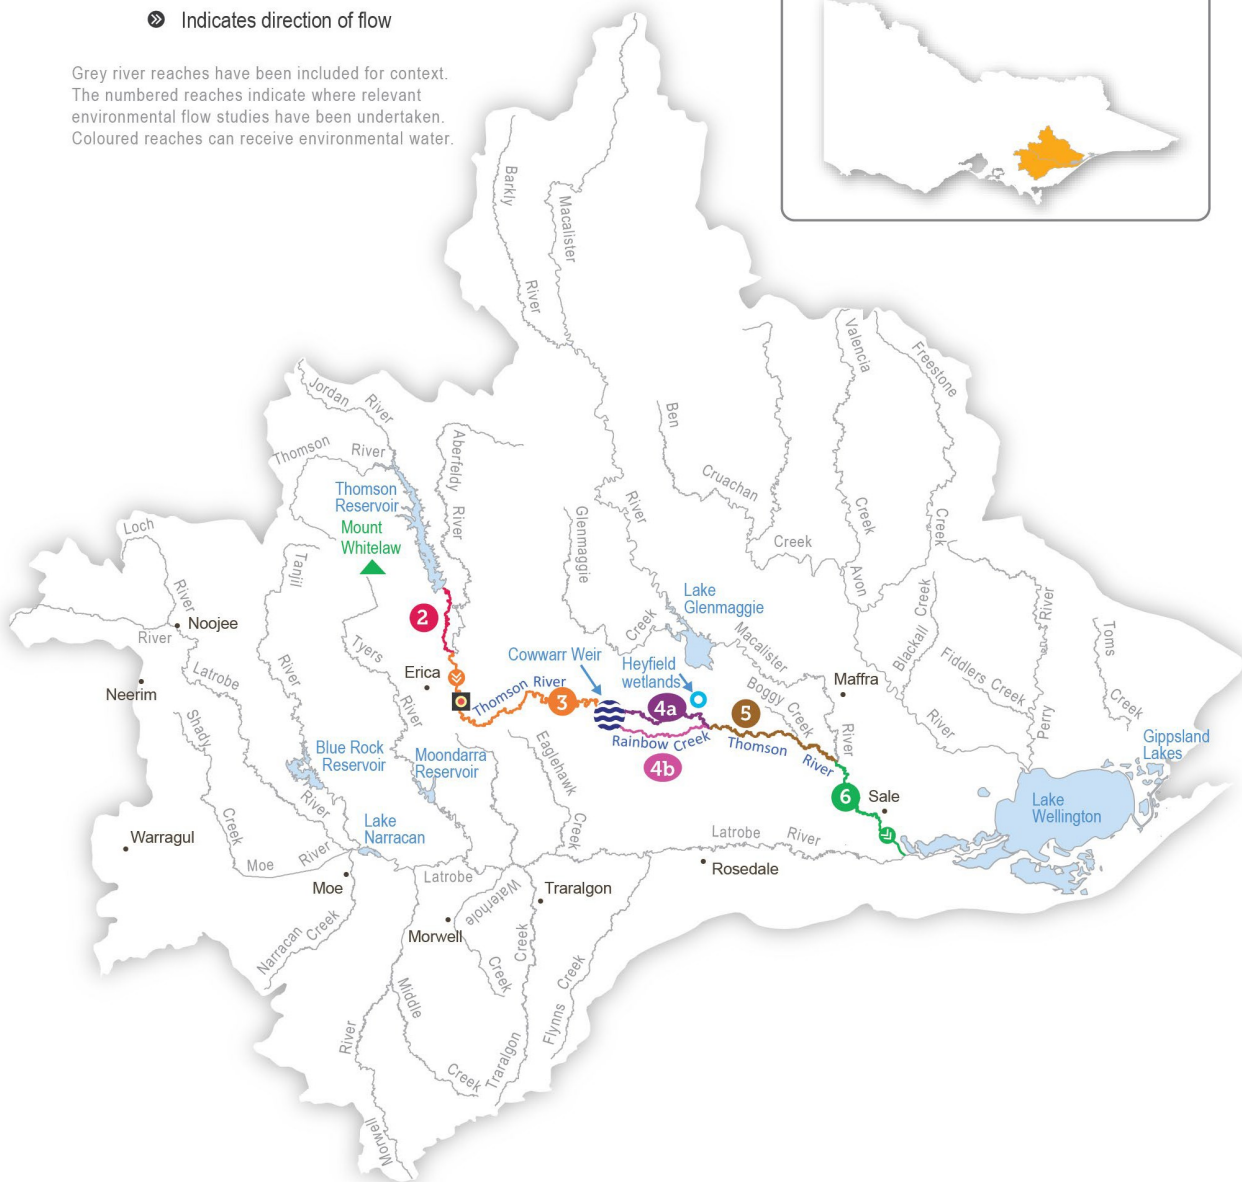 Indicates direction of flow
Grey river reaches have been included for context.
The numbered reaches indicate where relevant
environmental flow studies have been undertaken.
Coloured reaches can receive environmental water.
Barkly
River
Macalister
River
Valencia
Creek
Freestone
Creek
Jordan
River
Thomson
River
Aberfeldy
River
Ben
Cruachan
Creek
Thomson
Reservoir
Mount
Whitelaw
Loch
River
Noojee
River
Latrobe
River
Neerim
Tanjil
River
Glenmaggie
Creek
Lake
Glenmaggie
Avon
River
Blackall
Creek
Perry
River
Toms
Creek
Fiddlers Creek
2
Tyers
River
Erica
Cowwarr Weir
Heyfield
wetlands
Macalister
River
Maffra
Boggy
Creek
Thomson River
3
4a
5
Rainbow Creek
4b
Thomson
River
Gippsland
Lakes
Shady
Creek
Blue Rock
Reservoir
Moondarra
Reservoir
Eaglehawk
Creek
6
Sale
Lake
Wellington
Warragul
Lake
Narracan
Latrobe
River
Moe
River
Moe
Latrobe
Rosedale
Waterhole
Creek
Traralgon
Morwell
Narracan
Creek
Middle
Creek
Traralgon
Creek
Flynns
Creek
Morwell
River